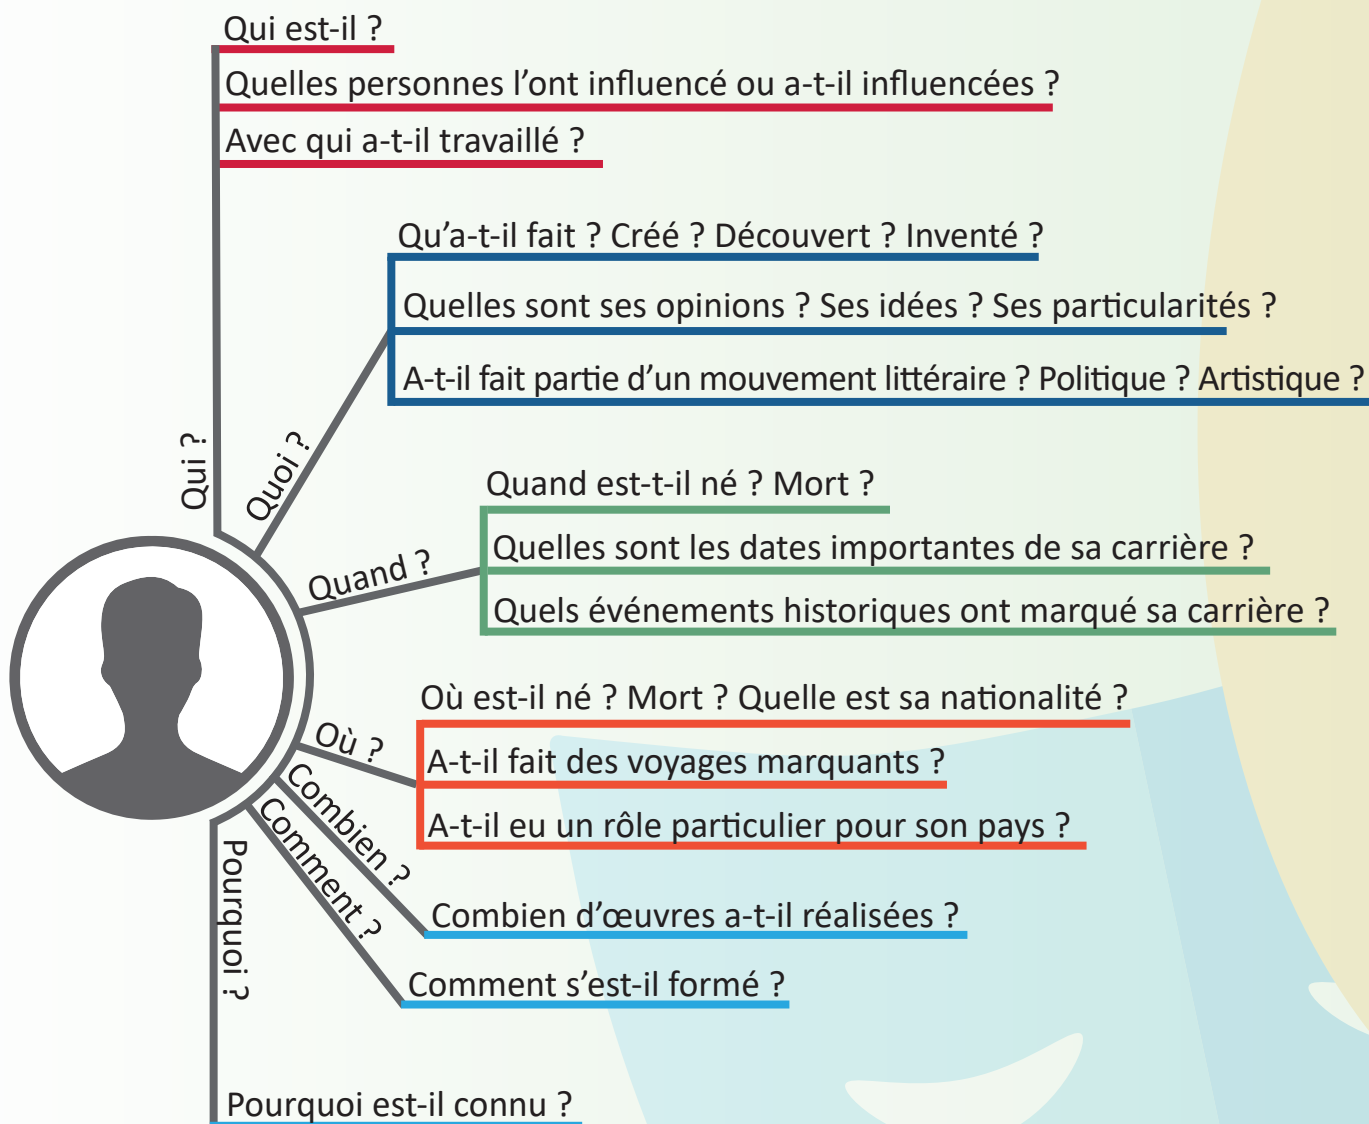 Qui est-il ?
Quelles personnes l'ont influencé ou a-t-il influencées ?
Avec qui a-t-il travaillé ?
Qui ?
Qu'a-t-il fait ? Créé ? Découvert ? Inventé ?
Quelles sont ses opinions ? Ses idées ? Ses particularités ?
A-t-il fait partie d'un mouvement littéraire ? Politique ? Artistique ?
Quoi ?
Quand est-t-il né ? Mort ?
Quelles sont les dates importantes de sa carrière ?
Quels événements historiques ont marqué sa carrière ?
Quand ?
Où est-il né ? Mort ? Quelle est sa nationalité ?
A-t-il fait des voyages marquants ?
A-t-il eu un rôle particulier pour son pays ?
Où ?
Combien ?
Combien d'œuvres a-t-il réalisées ?
Comment ?
Comment s'est-il formé ?
Pourquoi ?
Pourquoi est-il connu ?